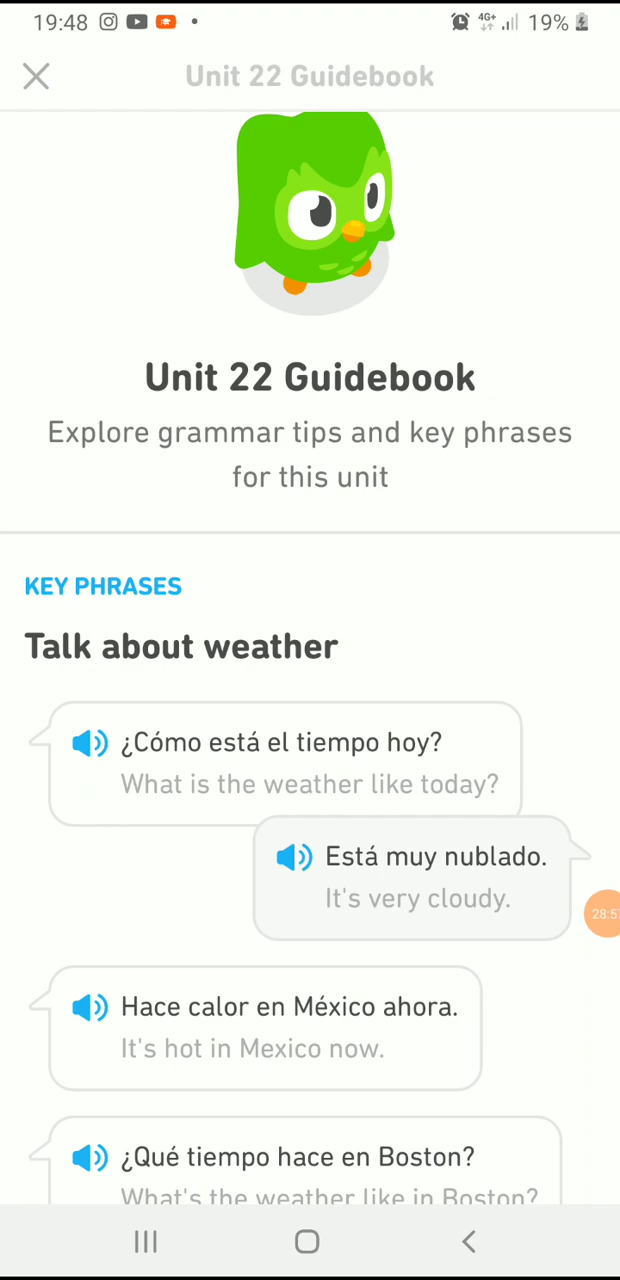 19:48
4G+
19%
Unit 22 Guidebook
Unit 22 Guidebook
Explore grammar tips and key phrases
for this unit
KEY PHRASES
Talk about weather
¿Cómo está el tiempo hoy?
What is the weather like today?
Está muy nublado.
It's very cloudy.
28:57
Hace calor en México ahora.
It's hot in Mexico now.
¿Qué tiempo hace en Boston?
What's the weather like in Boston?